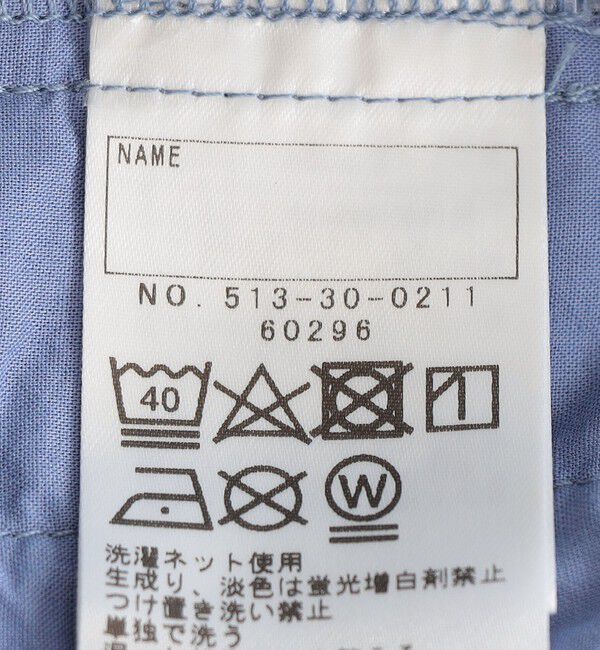 NAME
NO. 513-30-0211
60296
40
W
洗濯ネット使用
生成り、淡色は蛍光増白剤禁止
つけ置き洗い禁止
単独で洗う